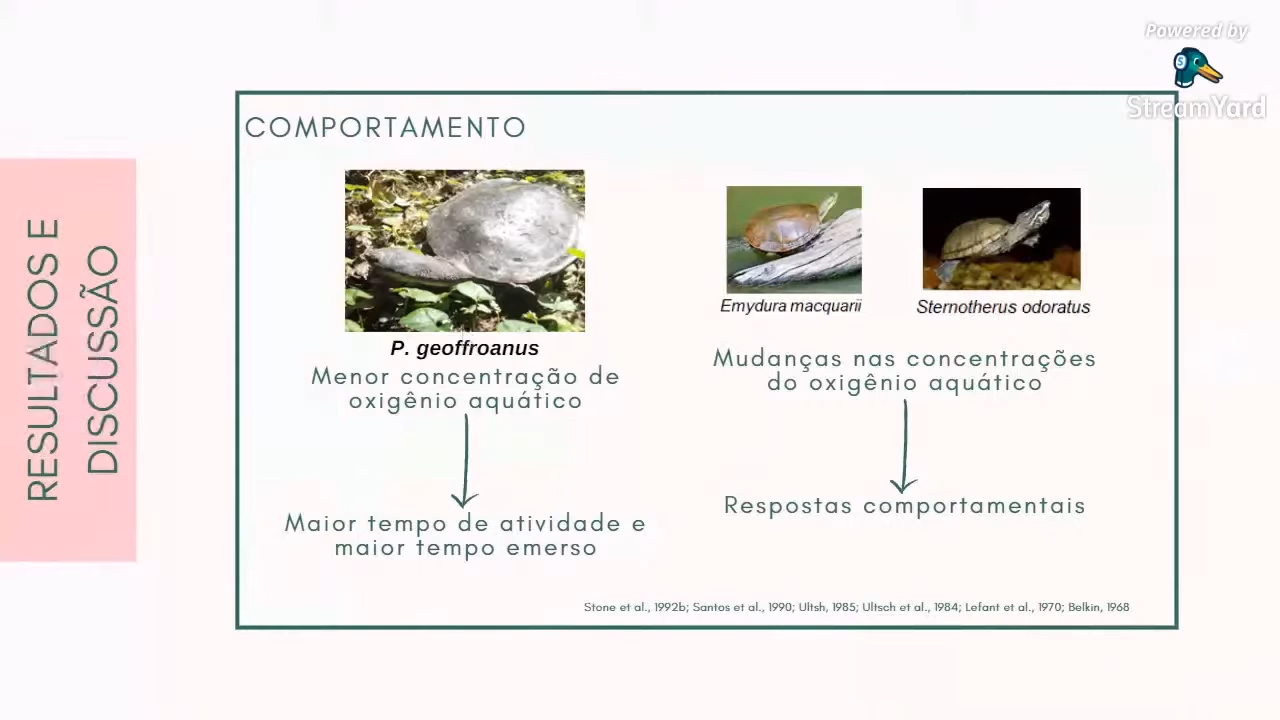 Powered by
StreamYard
RESULTADOS E
DISCUSSÃO
COMPORTAMENTO
P. geoffroanus
Menor concentração de
oxigênio aquático
Maior tempo de atividade e
maior tempo emerso
Emydura macquarii
Sternotherus odoratus
Mudanças nas concentrações
do oxigênio aquático
Respostas comportamentais
Stone et al., 1992b; Santos et al., 1990; Ultsh, 1985; Ultsch et al., 1984; Lefant et al., 1970; Belkin, 1968